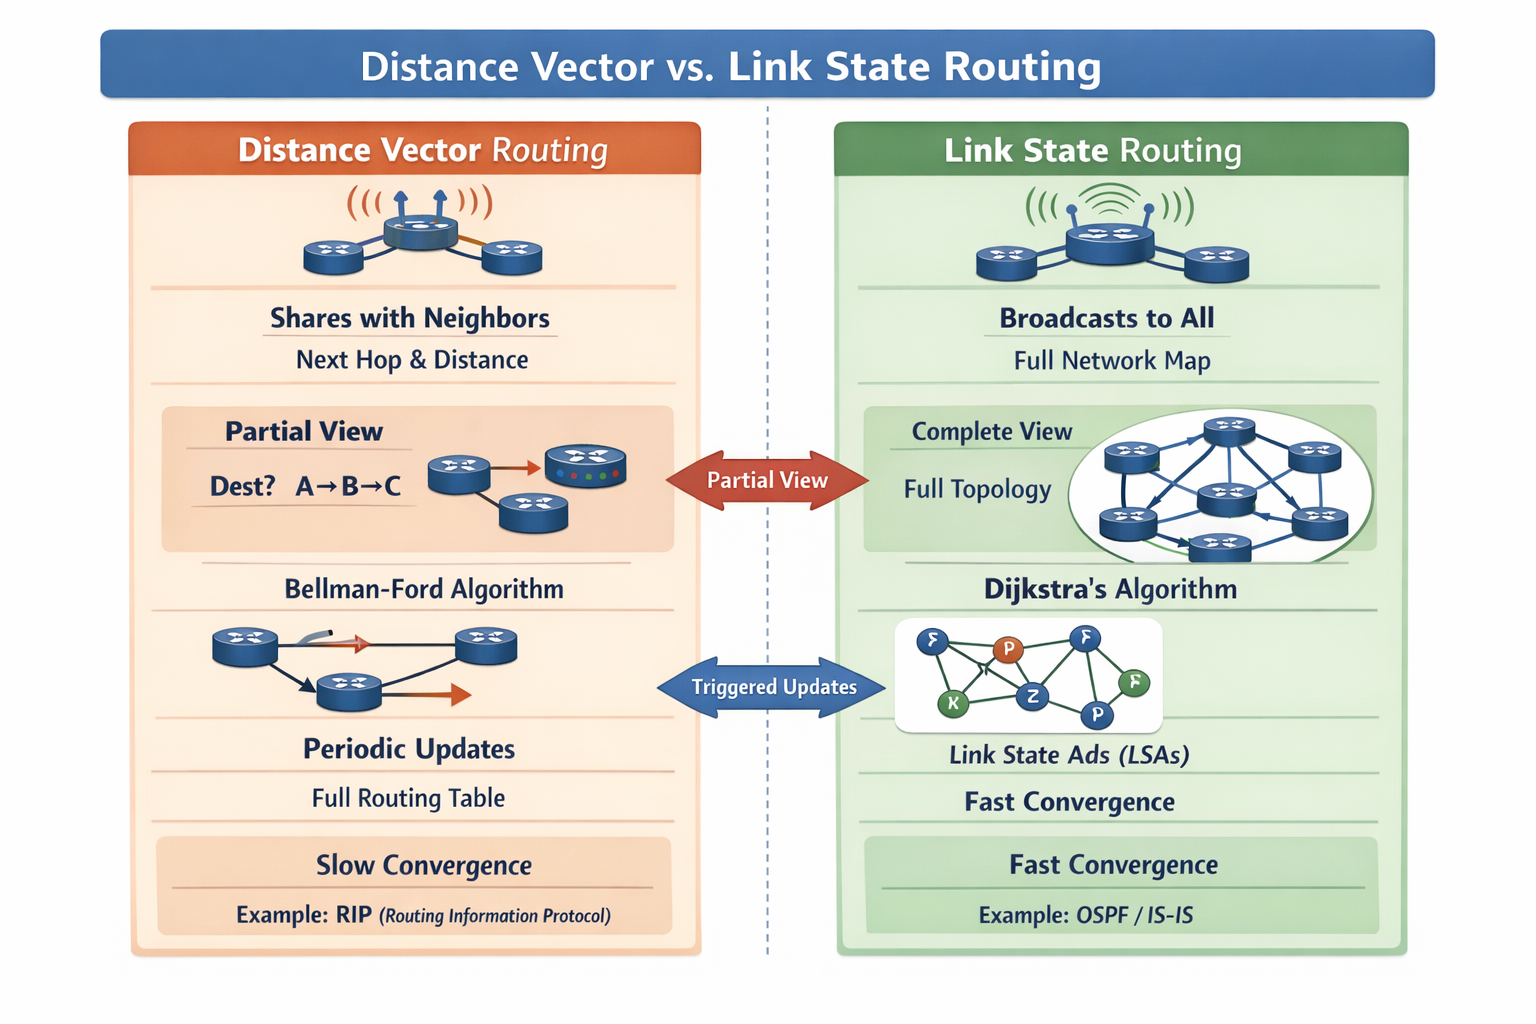 Distance Vector vs. Link State Routing
Distance Vector Routing
Shares with Neighbors
Next Hop & Distance
Partial View
Dest? A→B→C
Bellman-Ford Algorithm
Periodic Updates
Full Routing Table
Slow Convergence
Example: RIP (Routing Information Protocol)
Partial View
Triggered Updates
Link State Routing
Broadcasts to All
Full Network Map
Complete View
Full Topology
Dijkstra's Algorithm
P
Z
P
Link State Ads (LSAs)
Fast Convergence
Fast Convergence
Example: OSPF / IS-IS